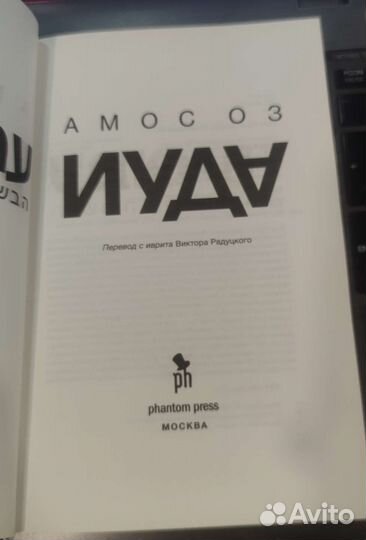 АМОС ОЗ
ИУДА
Перевод с иврита Виктора Радуцкого
ph
phantom press
МОСКВА
Avito